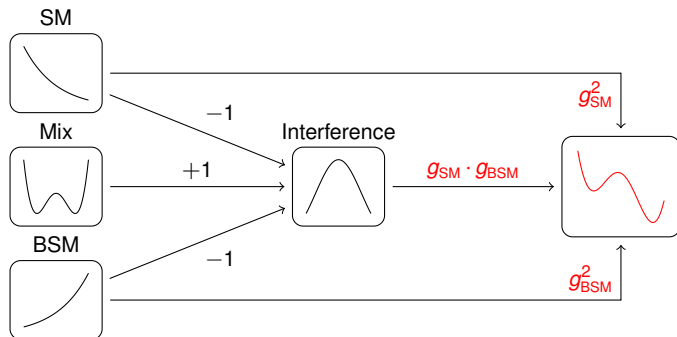 SM
g²_SM
−1
Mix
Interference
+1
g_SM · g_BSM
BSM
−1
g²_BSM